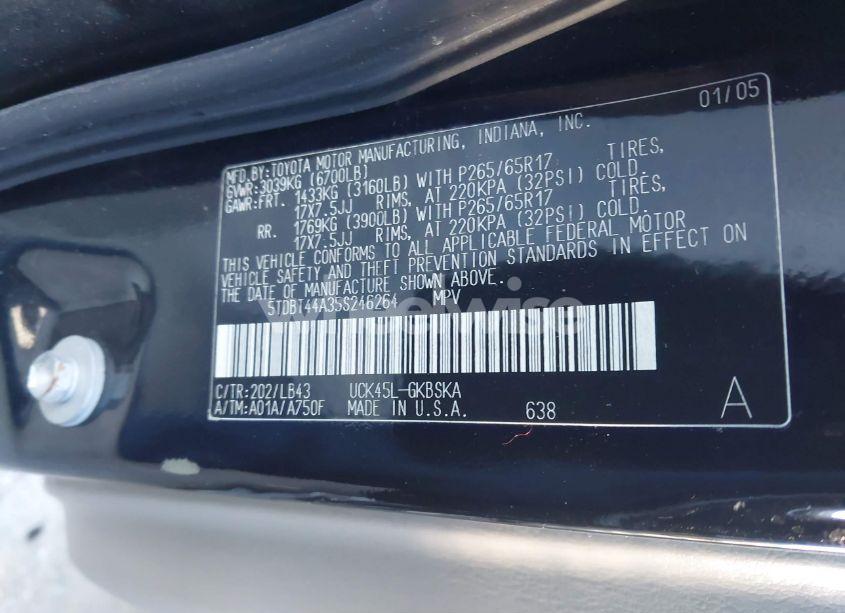 01/05
MFD.BY:TOYOTA MOTOR MANUFACTURING, INDIANA, INC.
GVWR:3039KG (6700LB)
GAWR:FRT. 1433KG (3160LB) WITH P265/65R17 TIRES,
17X7.5JJ RIMS, AT 220KPA (32PSI) COLD.
RR. 1769KG (3900LB) WITH P265/65R17 TIRES,
17X7.5JJ RIMS, AT 220KPA (32PSI) COLD.
THIS VEHICLE CONFORMS TO ALL APPLICABLE FEDERAL MOTOR
VEHICLE SAFETY AND THEFT PREVENTION STANDARDS IN EFFECT ON
THE DATE OF MANUFACTURE SHOWN ABOVE.
5TDBT44A35S246264 MPV
C/TR:202/LB43 UCK45L-GKBSKA
A/TM:A01A/A750F MADE IN U.S.A. 638 A